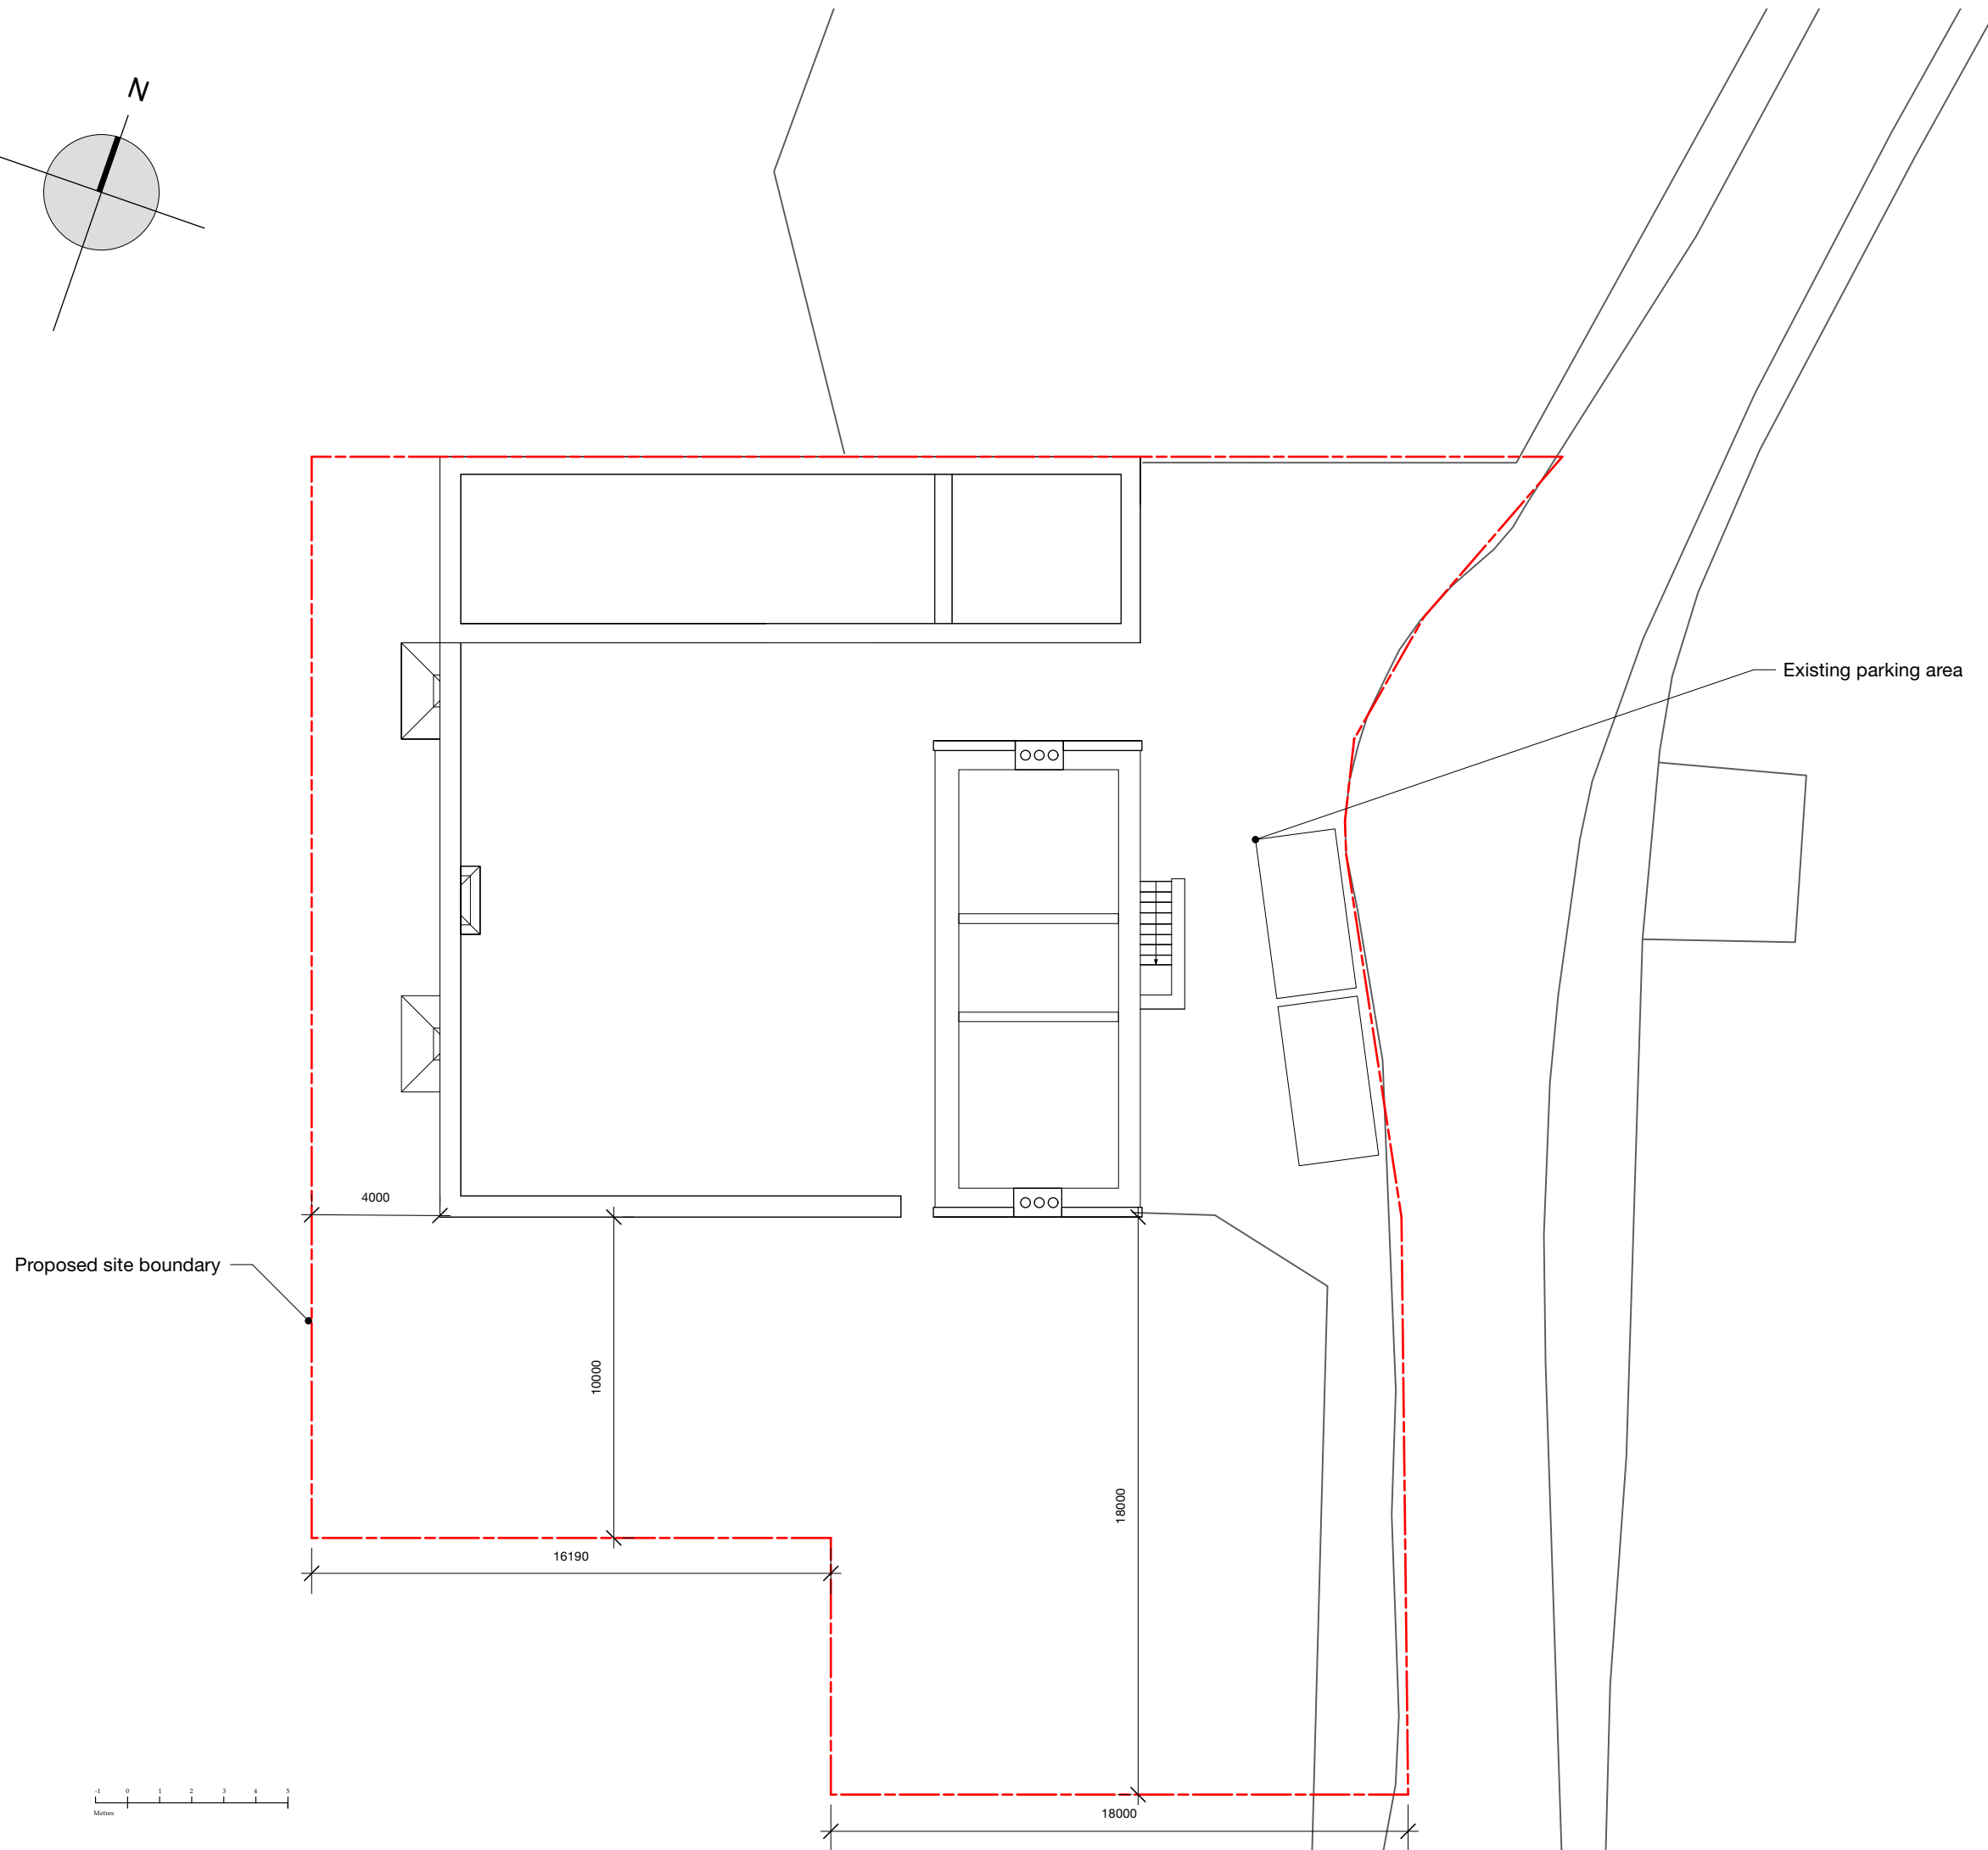 N
Existing parking area
4000
Proposed site boundary
10000
18000
16190
-1 0 1 2 3 4 5
Metres
18000